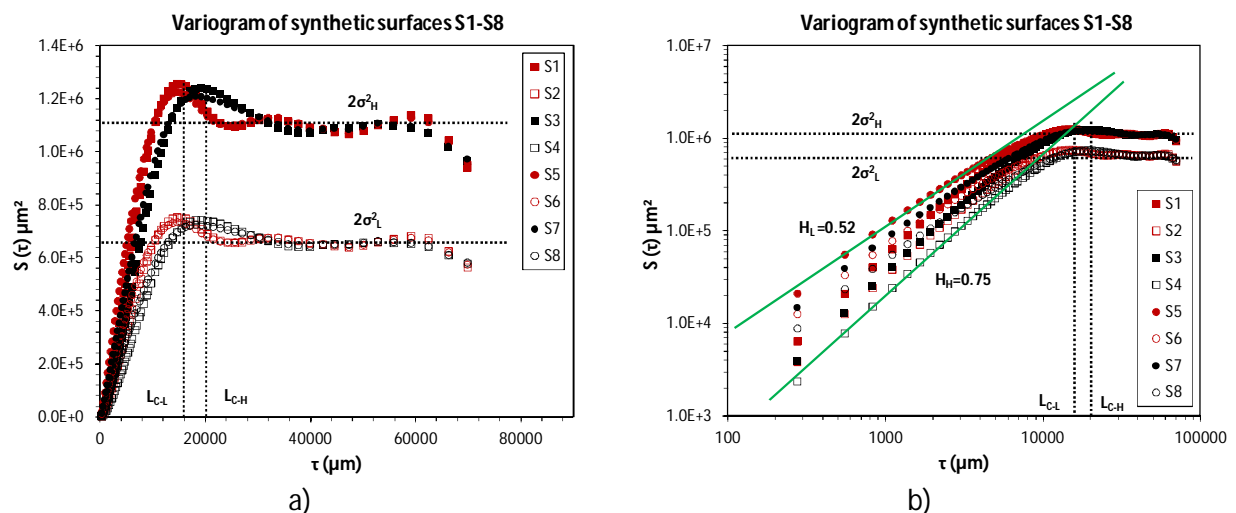 Variogram of synthetic surfaces S1-S8
S (τ) µm²
1.4E+6
1.2E+6
1.0E+6
8.0E+5
6.0E+5
4.0E+5
2.0E+5
0.0E+0
2σ²H
2σ²L
LC-L
LC-H
0
20000
40000
60000
80000
τ (µm)
S1
S2
S3
S4
S5
S6
S7
S8
a)
Variogram of synthetic surfaces S1-S8
S (τ) µm²
1.0E+7
1.0E+6
1.0E+5
1.0E+4
1.0E+3
2σ²H
2σ²L
HL=0.52
HH=0.75
LC-L
LC-H
100
1000
10000
100000
τ (µm)
S1
S2
S3
S4
S5
S6
S7
S8
b)